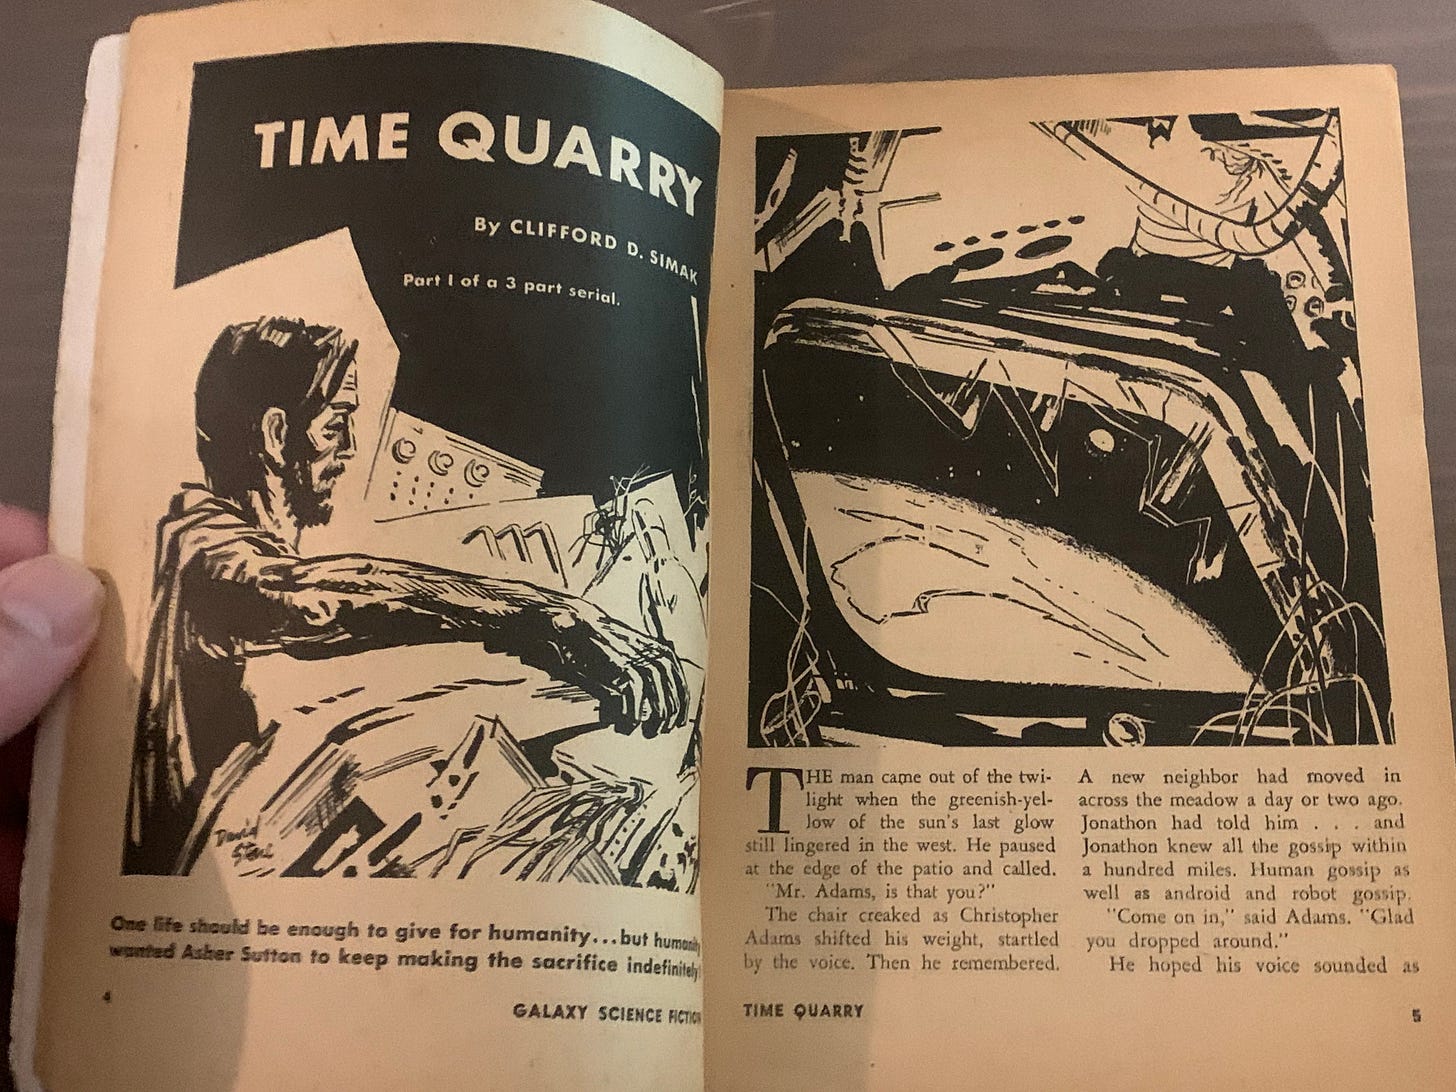 TIME QUARRY
By CLIFFORD D. SIMAK
Part I of a 3 part serial.
David
Stone
One life should be enough to give for humanity...but humanity
wanted Asher Sutton to keep making the sacrifice indefinitely!
4
GALAXY SCIENCE FICTION
THE man came out of the twi-
light when the greenish-yel-
low of the sun's last glow
still lingered in the west. He paused
at the edge of the patio and called.
"Mr. Adams, is that you?"
The chair creaked as Christopher
Adams shifted his weight, startled
by the voice. Then he remembered.
A new neighbor had moved in
across the meadow a day or two ago.
Jonathon had told him . . . and
Jonathon knew all the gossip within
a hundred miles. Human gossip as
well as android and robot gossip.
"Come on in," said Adams. "Glad
you dropped around."
He hoped his voice sounded as
TIME QUARRY
5